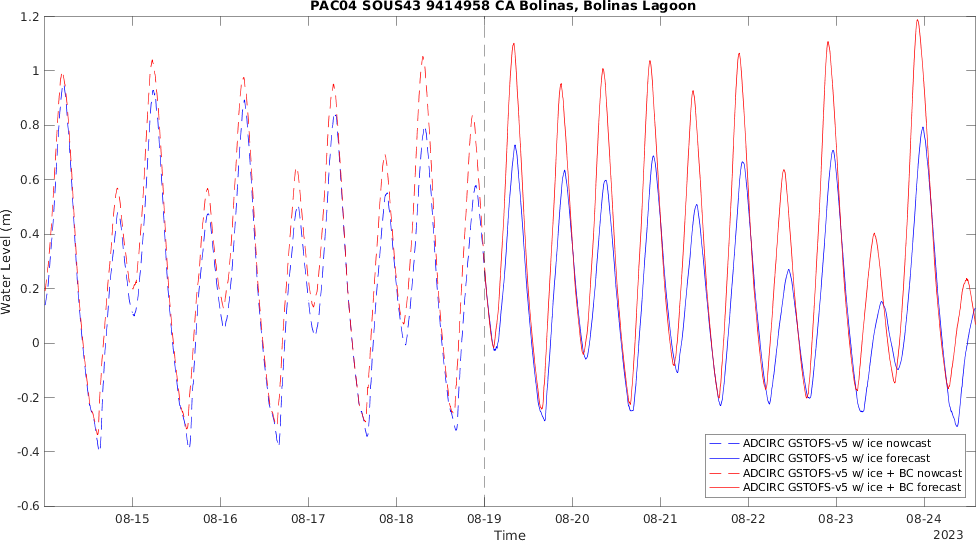 PAC04 SOUS43 9414958 CA Bolinas, Bolinas Lagoon
1.2
1
0.8
0.6
0.4
0.2
0
-0.2
-0.4
-0.6
Water Level (m)
08-15 08-16 08-17 08-18 08-19 08-20 08-21 08-22 08-23 08-24
Time
2023
ADCIRC GSTOFS-v5 w/ ice nowcast
ADCIRC GSTOFS-v5 w/ ice forecast
ADCIRC GSTOFS-v5 w/ ice + BC nowcast
ADCIRC GSTOFS-v5 w/ ice + BC forecast